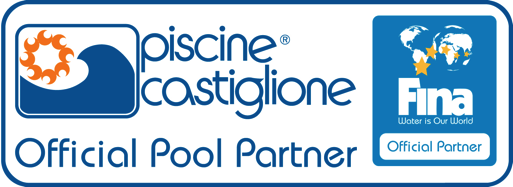 piscine®
castiglione
Official Pool Partner
Fina
Water is Our World
Official Partner